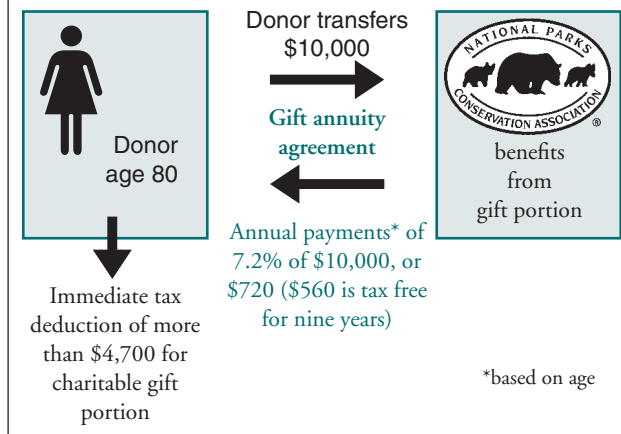 Donor transfers
$10,000
Gift annuity
agreement
Donor
age 80
NATIONAL PARKS
CONSERVATION ASSOCIATION
®
benefits
from
gift portion
Annual payments* of
7.2% of $10,000, or
$720 ($560 is tax free
for nine years)
Immediate tax
deduction of more
than $4,700 for
charitable gift
portion
*based on age